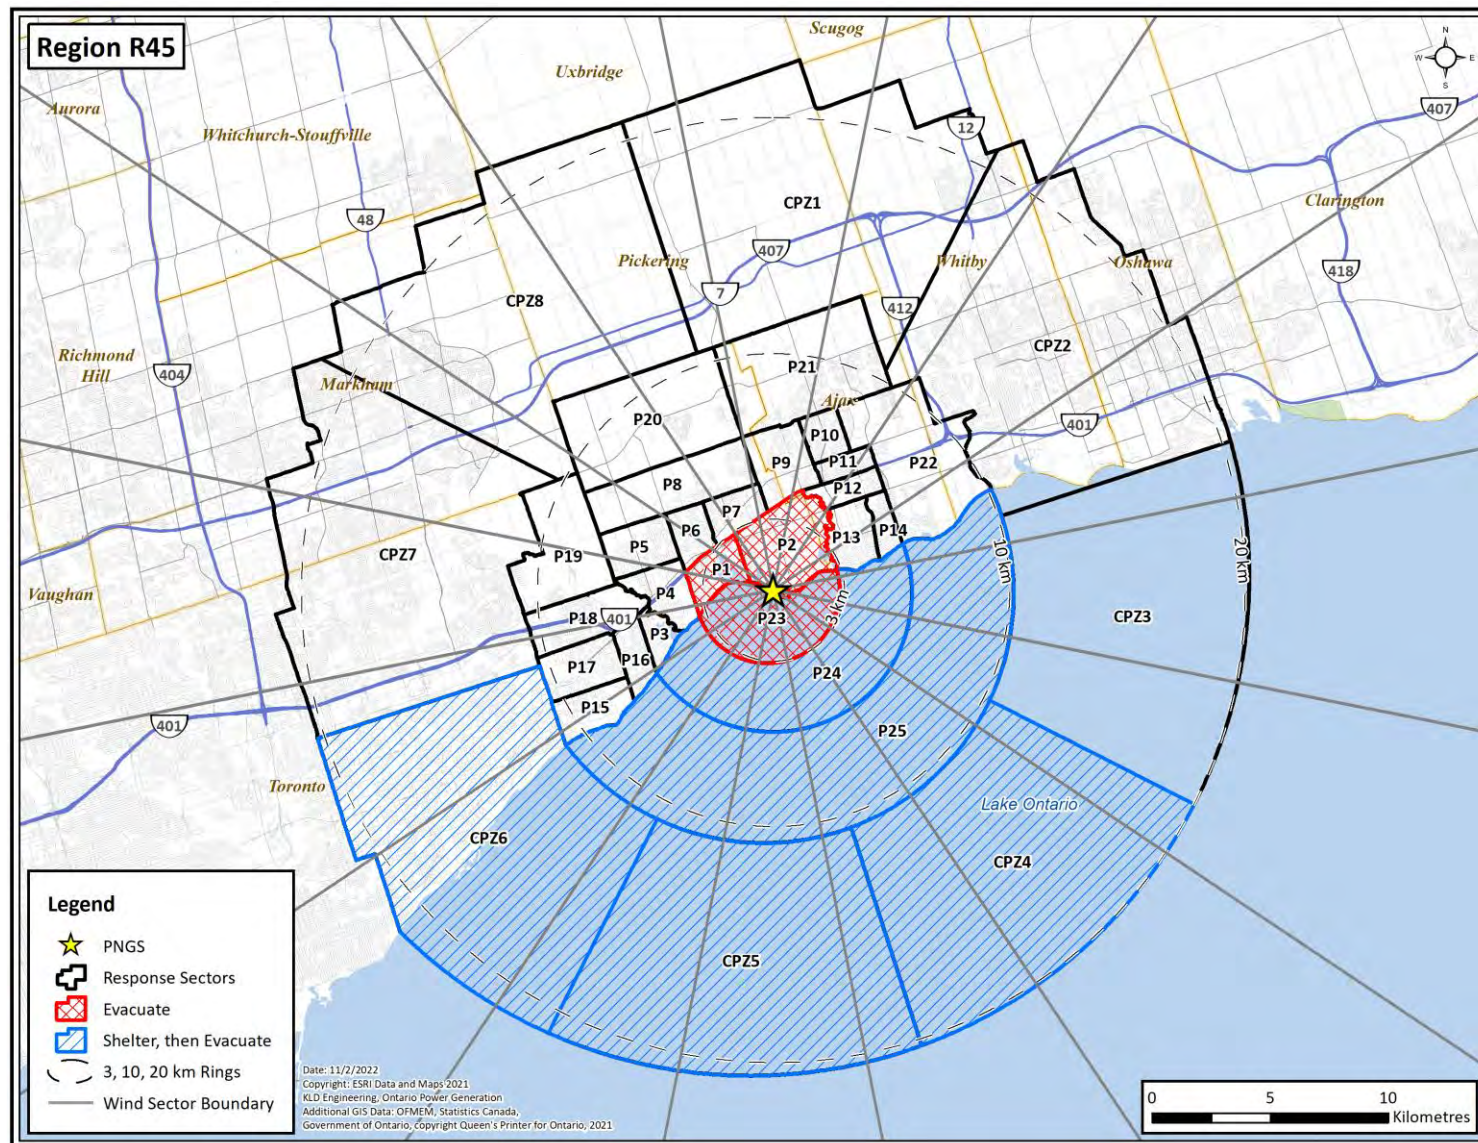 Region R45
Scugog
Uxbridge
N
W
E
S
Aurora
Whitchurch-Stouffville
407
12
CPZ1
Clarington
48
407
Pickering
Whitby
Oshawa
418
7
CPZ8
412
Richmond
Hill
404
Markham
CPZ2
P21
Ajax
P20
401
P10
P9
P11
P22
P8
P12
P7
P6
P2
P13
P14
P5
CPZ7
P19
P1
10 km
20 km
Vaughan
P4
P18
401
P23
3 km
CPZ3
P3
P17
P16
P24
P15
401
P25
Toronto
Lake Ontario
CPZ6
CPZ4
CPZ5
Legend
PNGS
Response Sectors
Evacuate
Shelter, then Evacuate
3, 10, 20 km Rings
Wind Sector Boundary
Date: 11/2/2022
Copyright: ESRI Data and Maps 2021
KLD Engineering, Ontario Power Generation
Additional GIS Data: OFMEM, Statistics Canada,
Government of Ontario, copyright Queen's Printer for Ontario, 2021
0 5 10
Kilometres